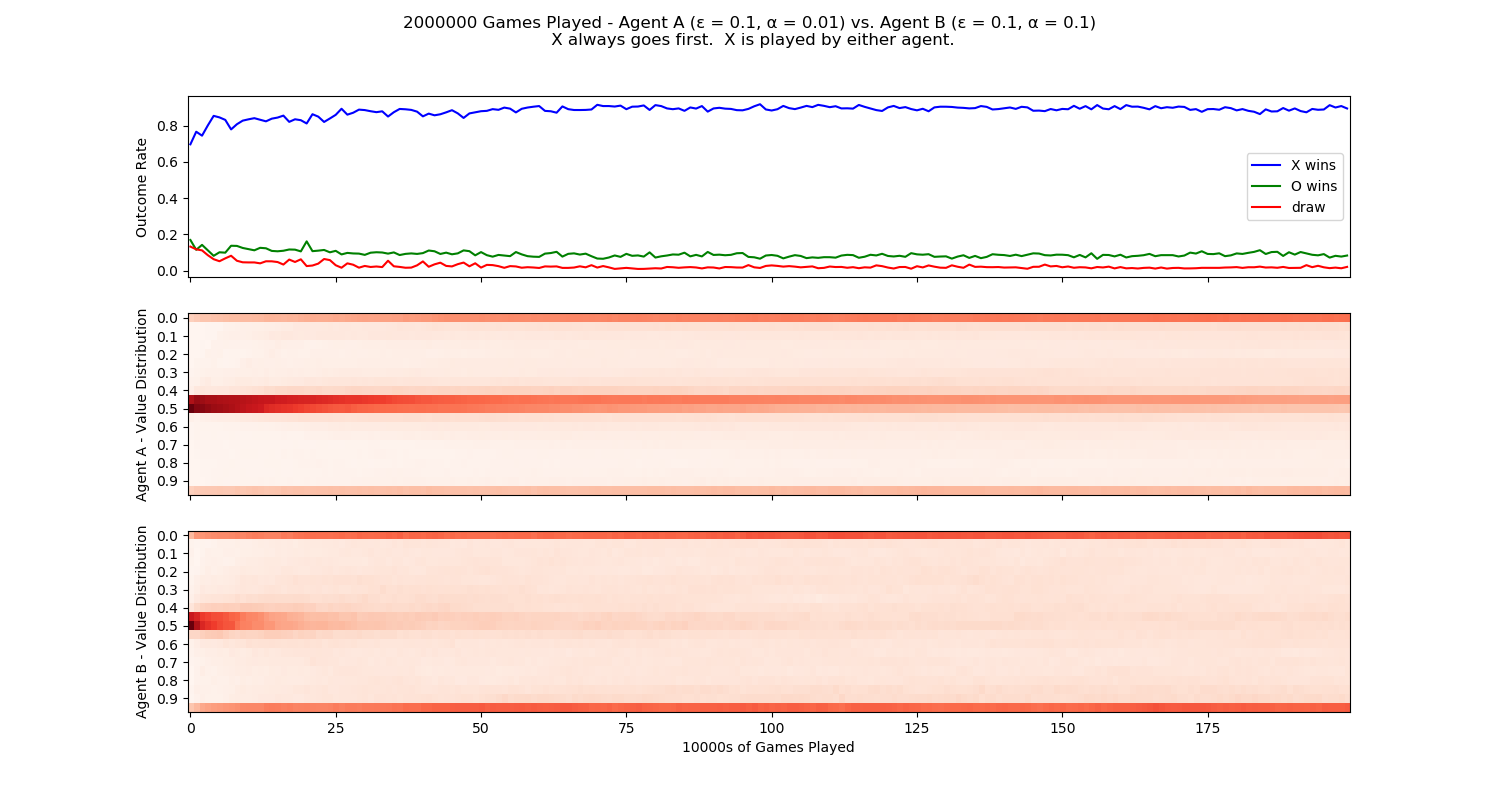 2000000 Games Played - Agent A (ε = 0.1, α = 0.01) vs. Agent B (ε = 0.1, α = 0.1)
X always goes first.  X is played by either agent.
Outcome Rate
0.8
0.6
0.4
0.2
0.0
X wins
O wins
draw
Agent A - Value Distribution
0.0
0.1
0.2
0.3
0.4
0.5
0.6
0.7
0.8
0.9
Agent B - Value Distribution
0.0
0.1
0.2
0.3
0.4
0.5
0.6
0.7
0.8
0.9
0 25 50 75 100 125 150 175
10000s of Games Played